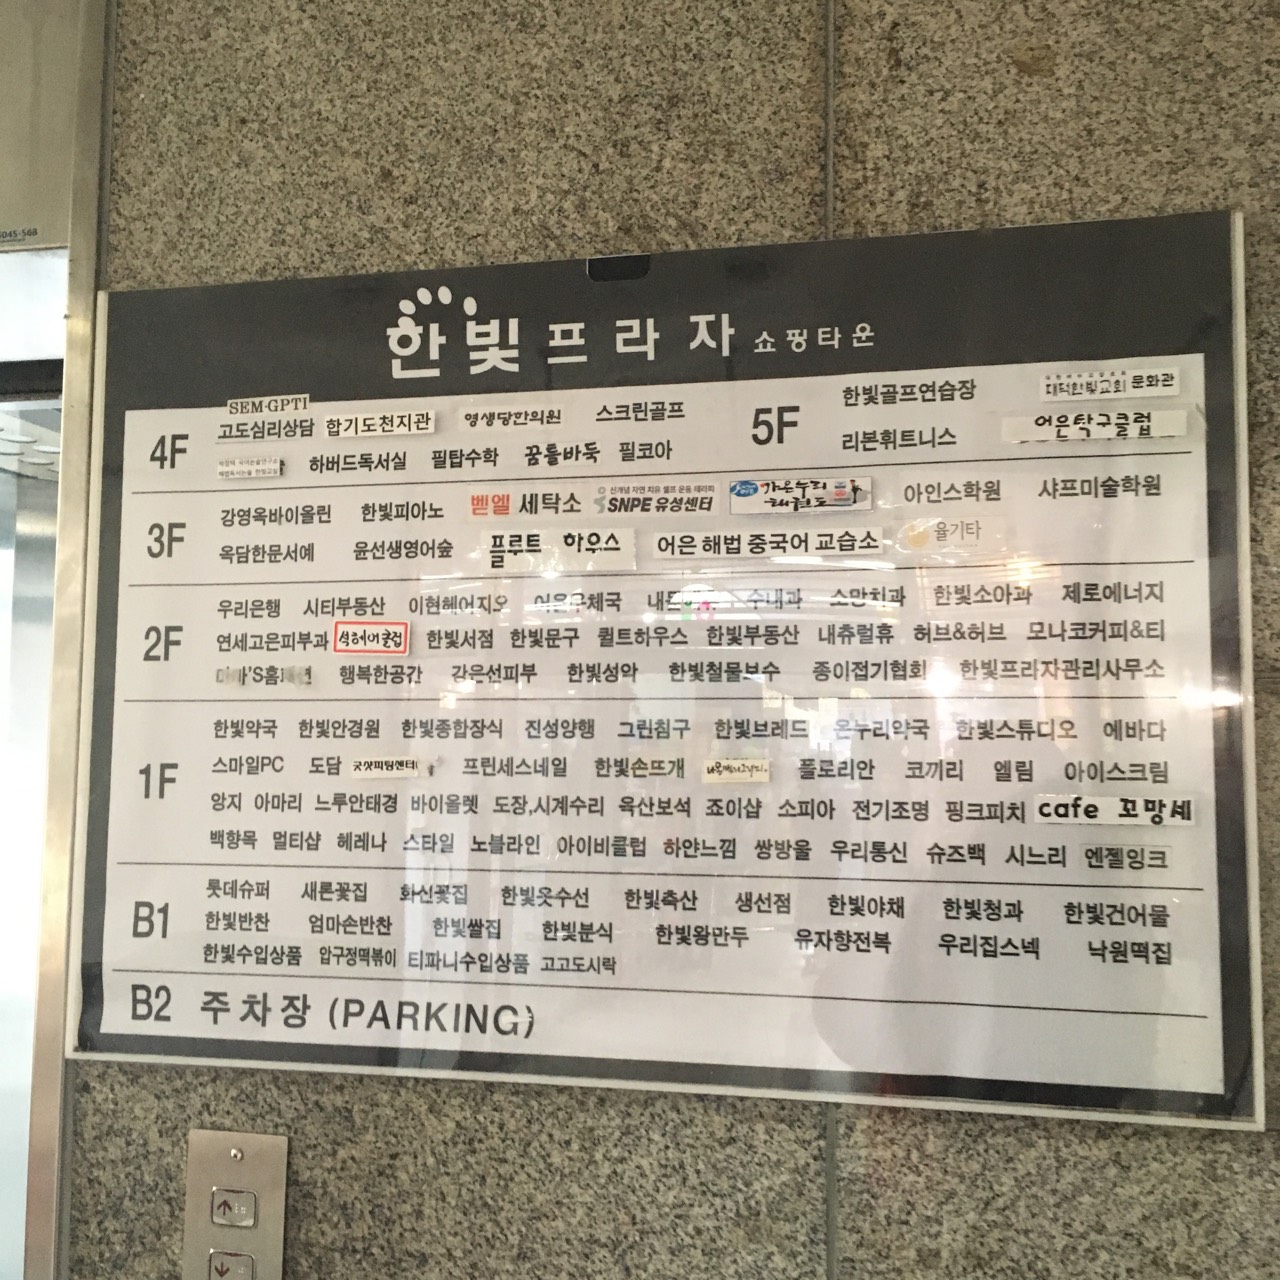 한빛프라자 쇼핑타운
4F
SEM-GPTI
고도심리상담 합기도천지관 영생당한의원 스크린골프
하버드독서실 필탑수학 꿈돌바둑 필코아
5F
한빛골프연습장 대덕한빛교회 문화관
리본휘트니스 어은탁구클럽
3F
강영옥바이올린 한빛피아노 벧엘 세탁소 SNPE 유성센터 아인스학원 샤프미술학원
옥담한문서예 윤선생영어숲 플루트 하우스 어은 해법 중국어 교습소 율기타
2F
우리은행 시티부동산 이현헤어지오 어은우체국 수내과 소망치과 한빛소아과 제로에너지
연세고은피부과 석헤어클럽 한빛서점 한빛문구 퀼트하우스 한빛부동산 내츄럴휴 허브&허브 모나코커피&티
행복한공간 갇은선피부 한빛성악 한빛철물보수 종이접기협회 한빛프라자관리사무소
1F
한빛약국 한빛안경원 한빛종합장식 진성양행 그린침구 한빛브레드 온누리약국 한빛스튜디오 에바다
스마일PC 도담 굿샷피팅센터 프린세스네일 한빛손뜨개 플로리안 코끼리 엘림 아이스크림
앙지 아마리 느루안태경 바이올렛 도장,시계수리 옥산보석 죠이샵 소피아 전기조명 핑크피치 cafe 꼬망세
백향목 멀티샵 헤레나 스타일 노블라인 아이비클럽 하얀느낌 쌍방울 우리통신 슈즈백 시느리 엔젤잉크
B1
롯데슈퍼 새론꽃집 화신꽃집 한빛옷수선 한빛축산 생선점 한빛야채 한빛청과 한빛건어물
한빛반찬 엄마손반찬 한빛쌀집 한빛분식 한빛왕만두 유자향전복 우리집스넥 낙원떡집
한빛수입상품 압구정떡볶이 티파니수입상품 고고도시락
B2 주차장 (PARKING)